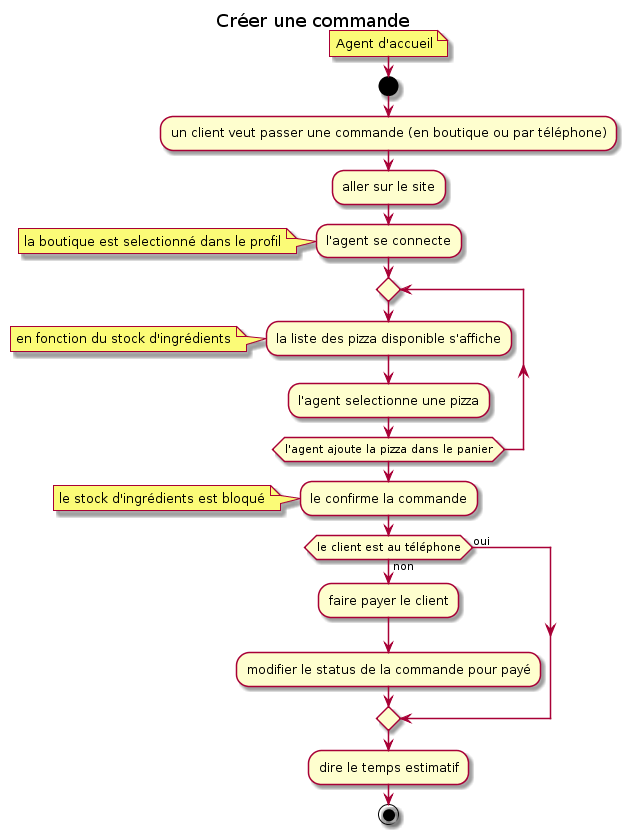 Créer une commande
Agent d'accueil
un client veut passer une commande (en boutique ou par téléphone)
aller sur le site
la boutique est selectionné dans le profil
l'agent se connecte
en fonction du stock d'ingrédients
la liste des pizza disponible s'affiche
l'agent selectionne une pizza
l'agent ajoute la pizza dans le panier
le stock d'ingrédients est bloqué
le confirme la commande
le client est au téléphone
oui
non
faire payer le client
modifier le status de la commande pour payé
dire le temps estimatif